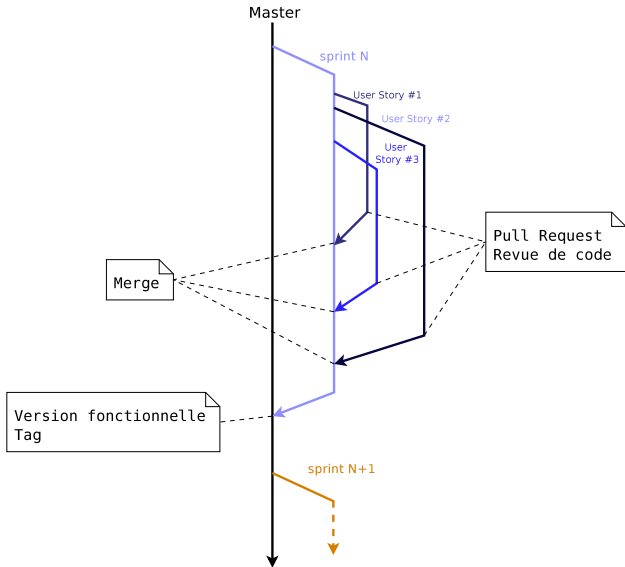 Master
sprint N
User Story #1
User Story #2
User
Story #3
Pull Request
Revue de code
Merge
Version fonctionnelle
Tag
sprint N+1